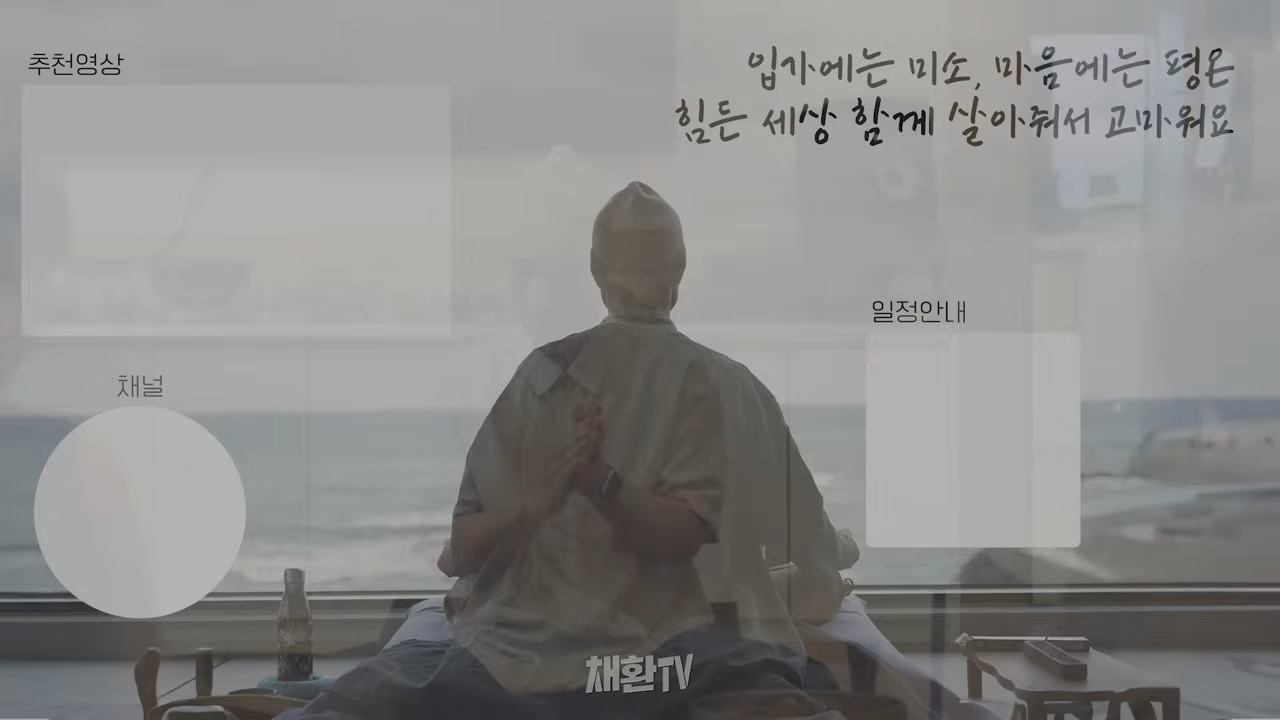 추천영상
입가에는 미소, 마음에는 평온
힘든 세상 함께 살아줘서 고마워요
일정안내
채널
채환TV